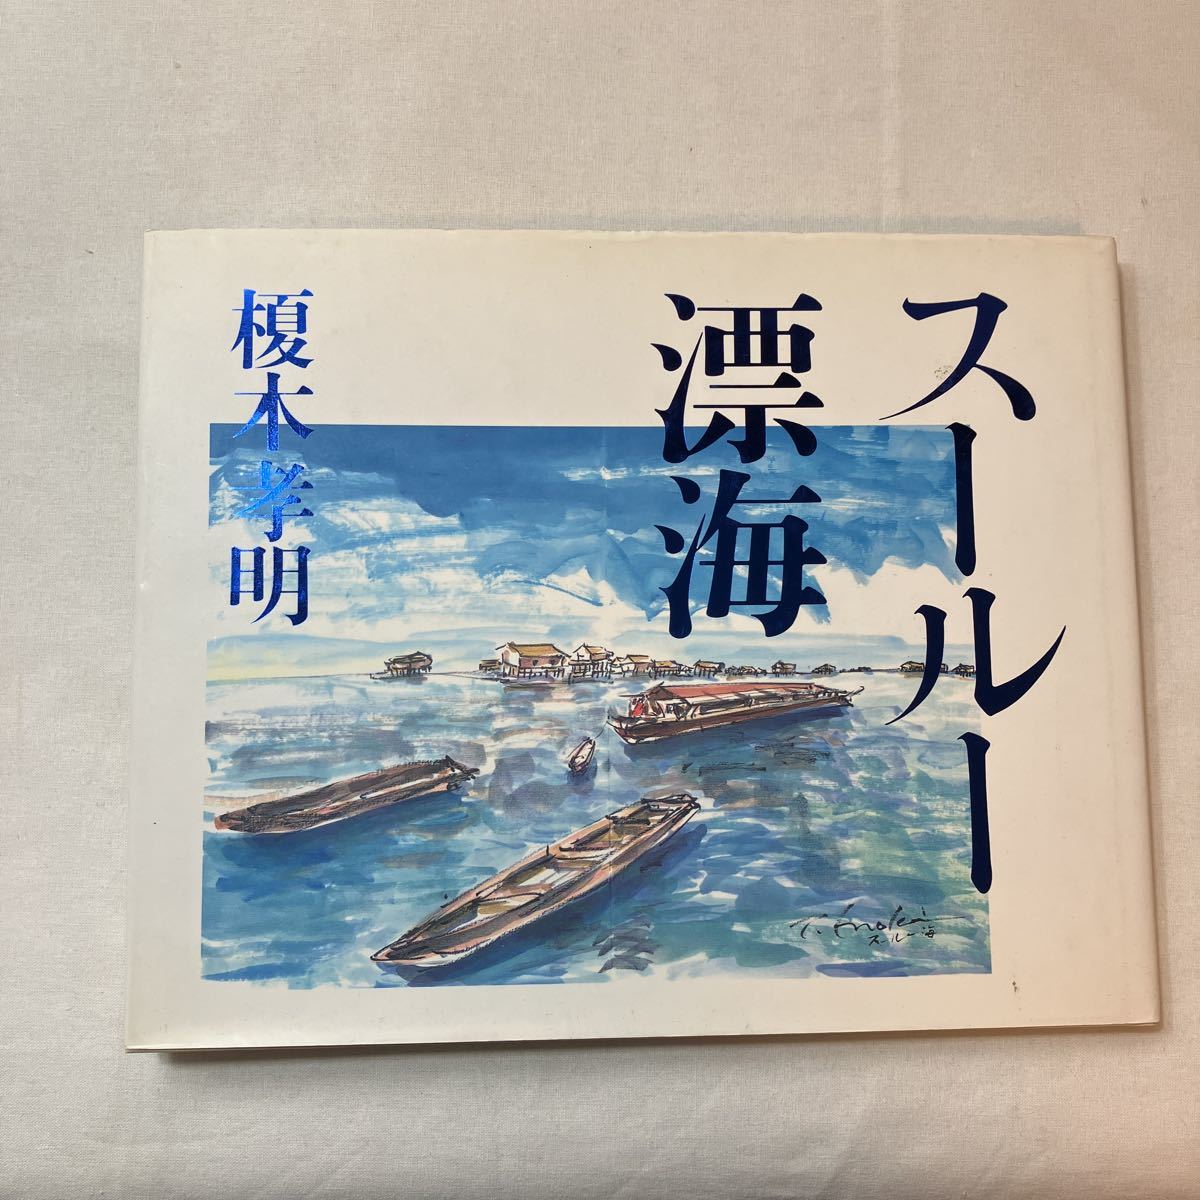 スールー
漂海
榎木孝明
T. Enoki
スールー海